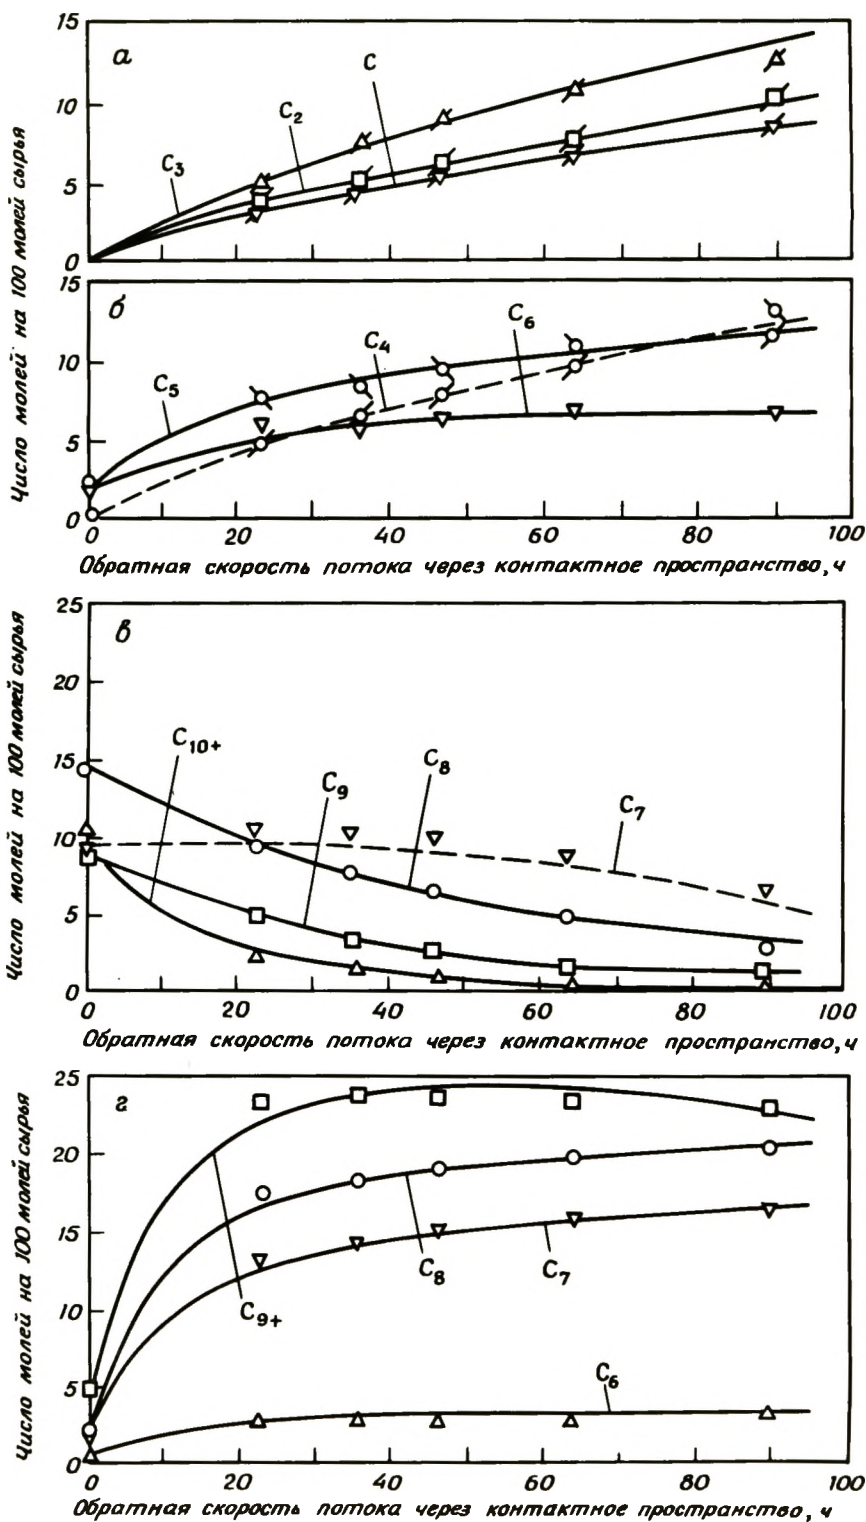 15
а
C
10
C₂
C₃
5
0
Число молей на 100 молей сырья
15
б
C₆
C₄
10
C₅
5
0
0 20 40 60 80 100
Обратная скорость потока через контактное пространство, ч
25
в
20
C₁₀₊
15
C₈
C₉
C₇
10
5
0
Число молей на 100 молей сырья
0 20 40 60 80 100
Обратная скорость потока через контактное пространство, ч
25
г
20
15
C₈
C₇
10
C₉₊
5
C₆
0
Число молей на 100 молей сырья
0 20 40 60 80 100
Обратная скорость потока через контактное пространство, ч